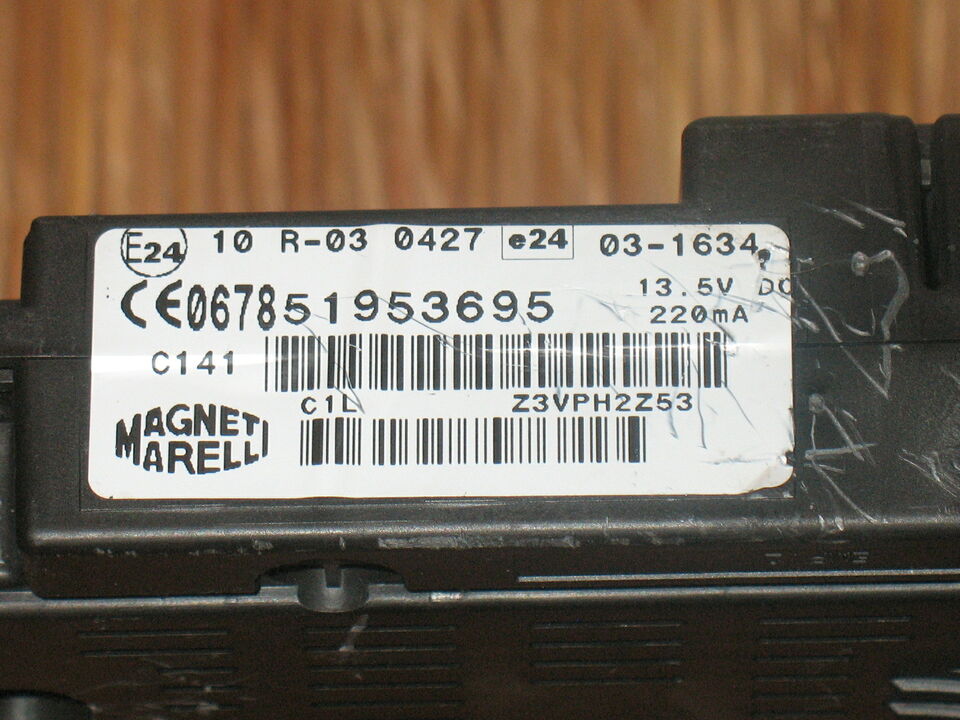 E24 10 R-03 0427 e24 03-1634
CE0678 51953695 13.5V DC
220mA
C141
C1L Z3VPH2Z53
MAGNETI
MARELLI